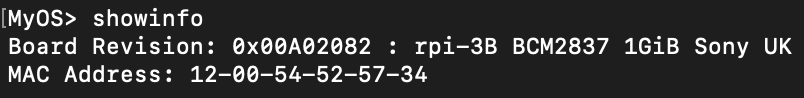 MyOS> showinfo
Board Revision: 0x00A02082 : rpi-3B BCM2837 1GiB Sony UK
MAC Address: 12-00-54-52-57-34